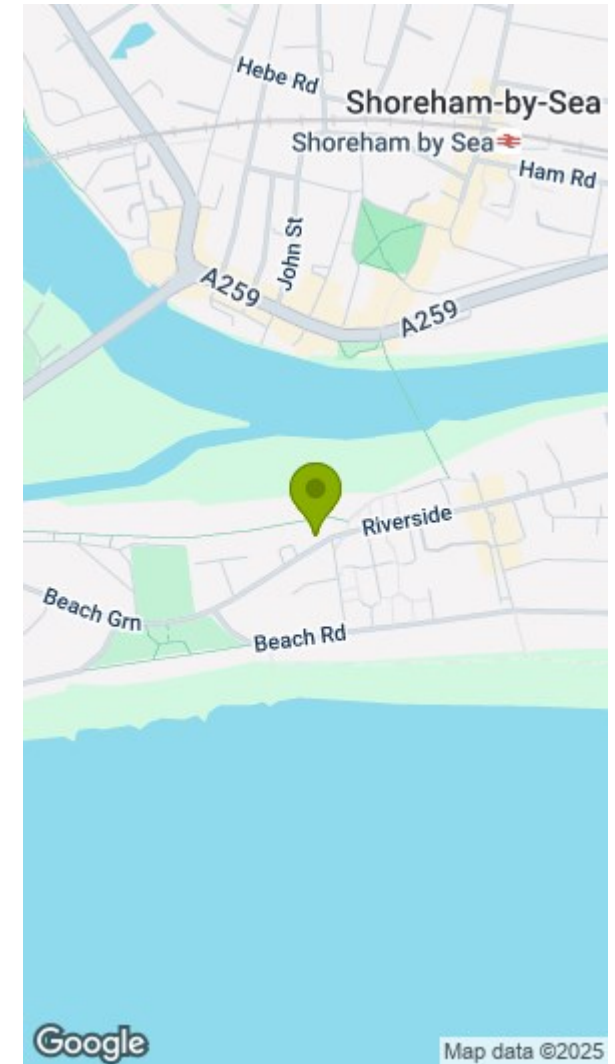 Hebe Rd
Shoreham-by-Sea
Shoreham by Sea
Ham Rd
John St
A259
A259
Riverside
Beach Grn
Beach Rd
Google
Map data ©2025